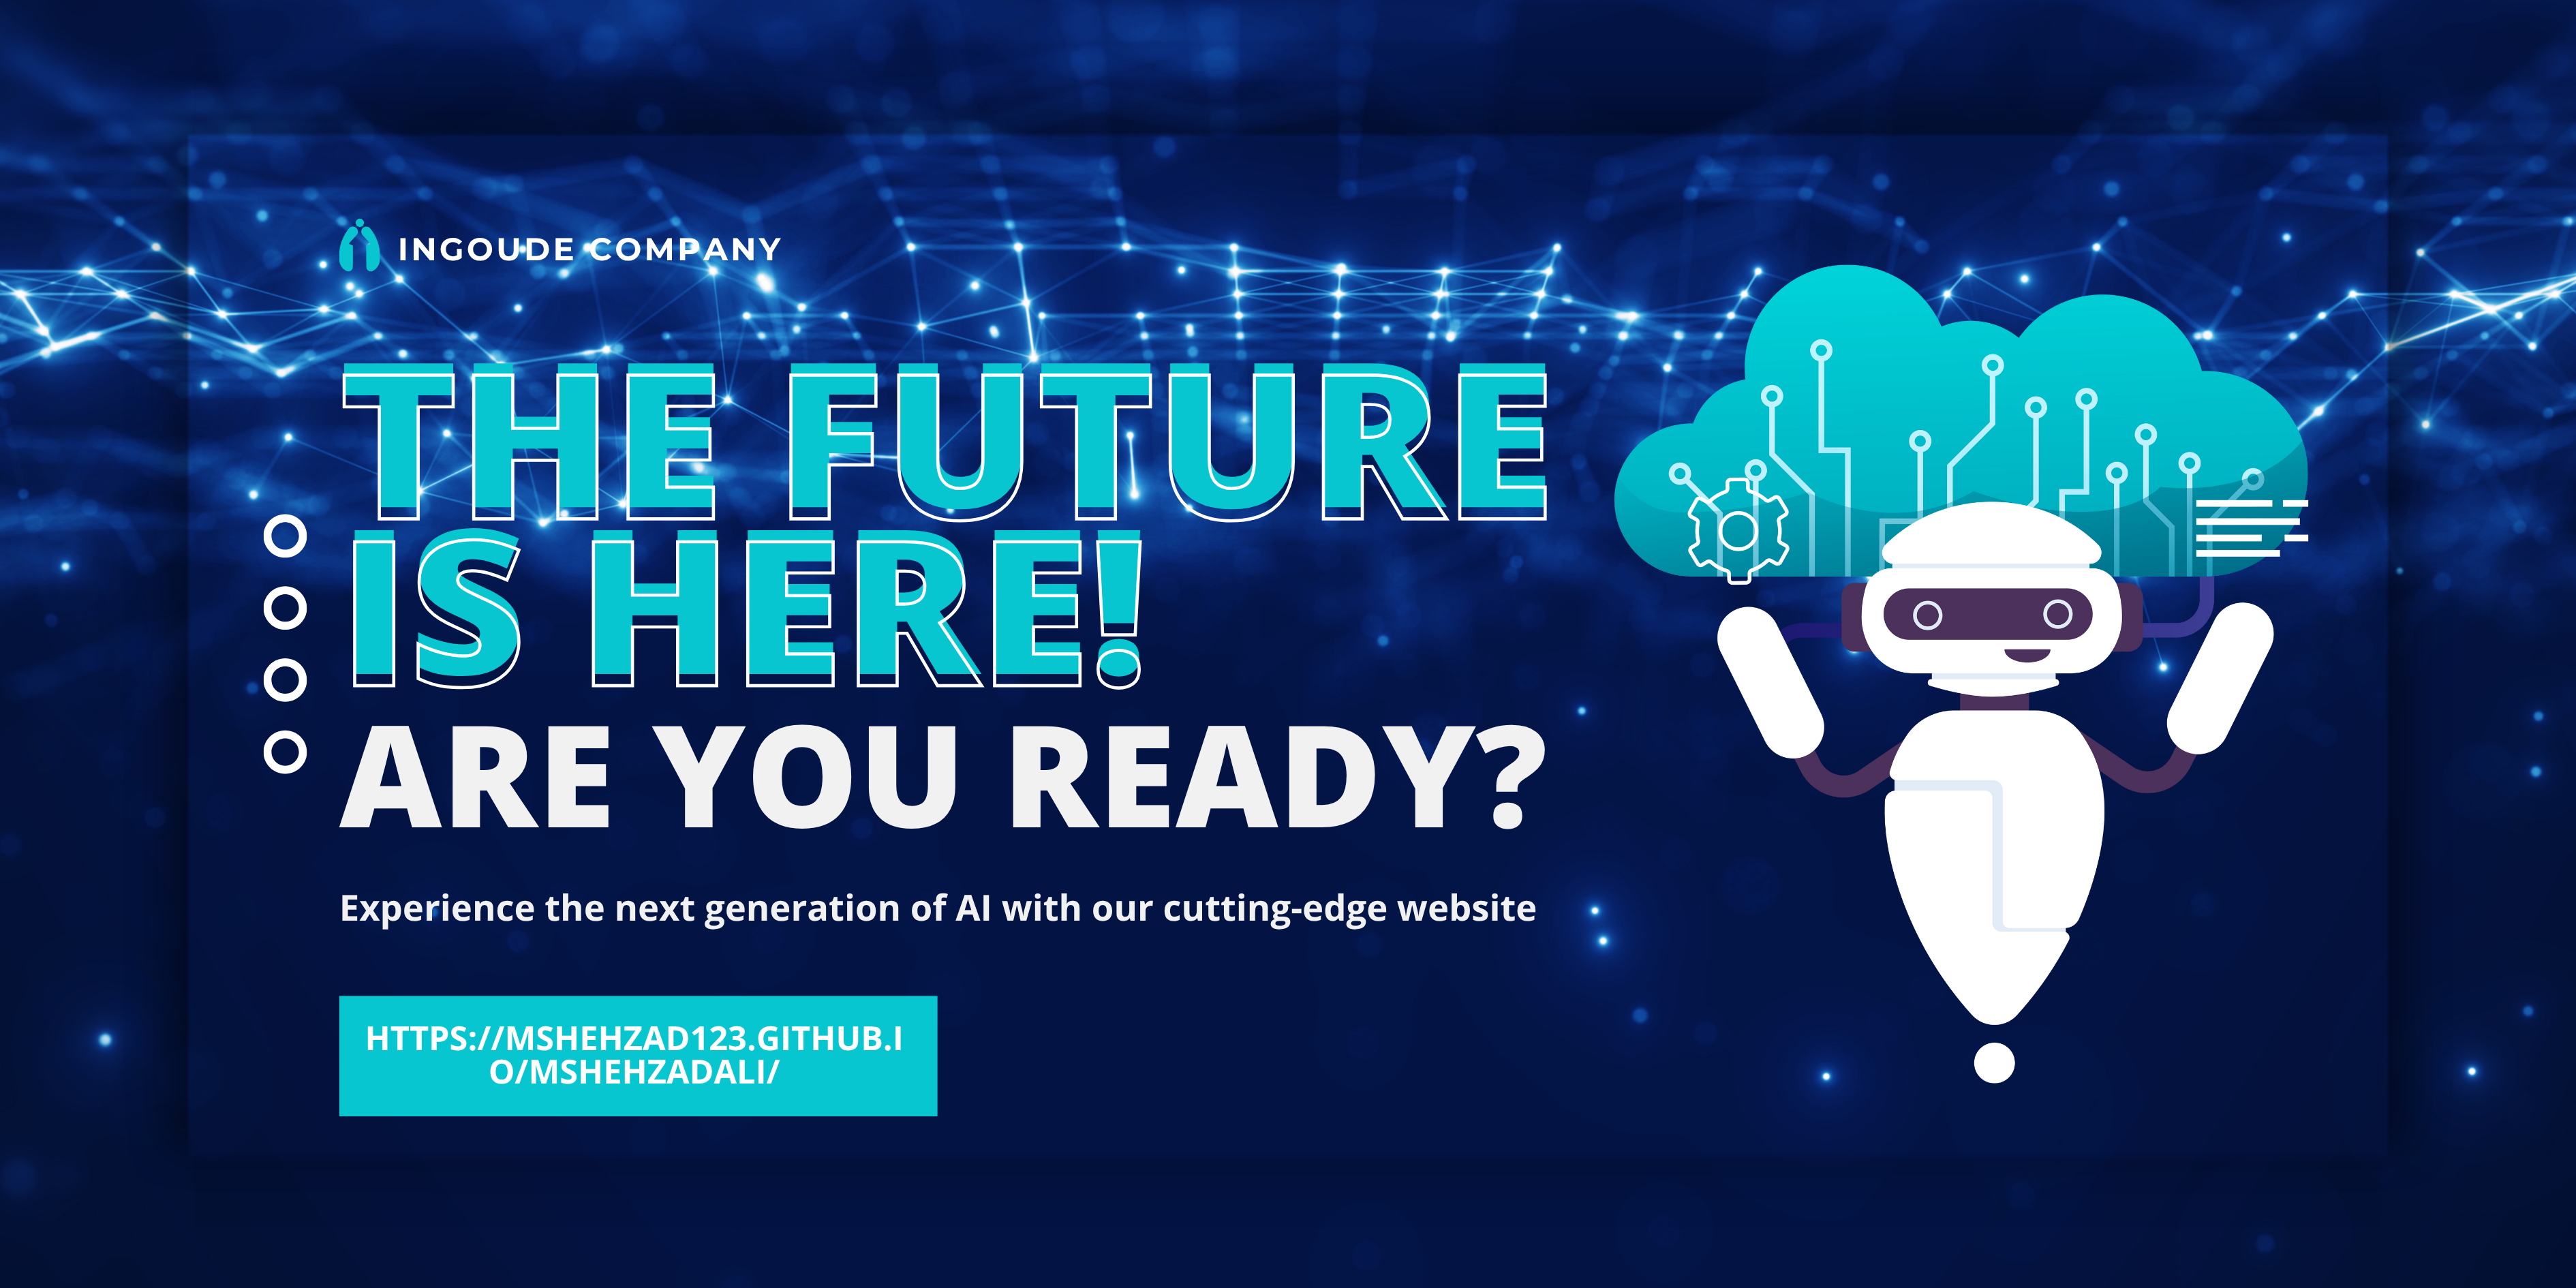 INGOUDE COMPANY
THE FUTURE
IS HERE!
ARE YOU READY?
Experience the next generation of AI with our cutting-edge website
HTTPS://MSHEHZAD123.GITHUB.I
O/MSHEHZADALI/